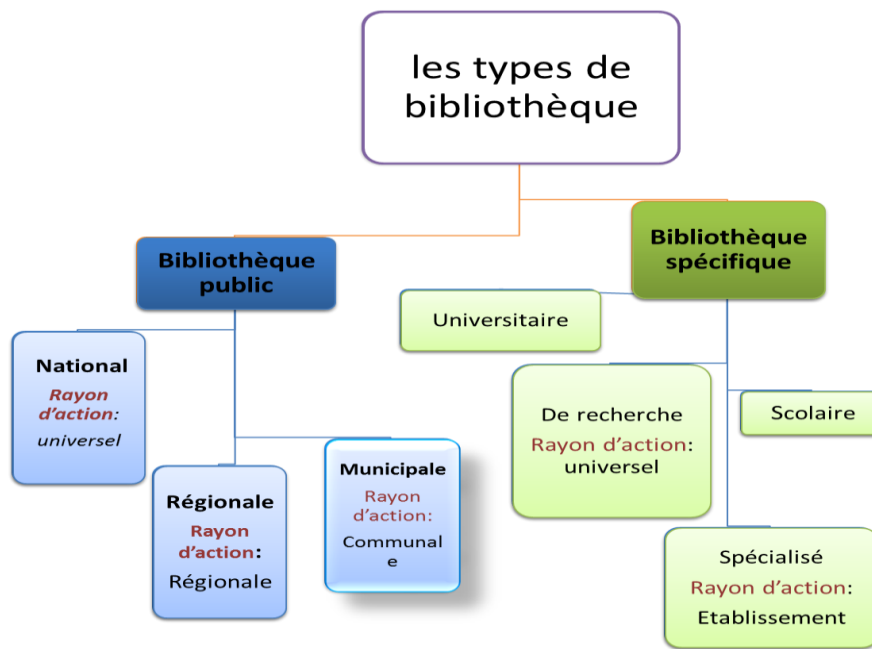 les types de
bibliothèque
Bibliothèque
public
National
Rayon
d'action:
universel
Régionale
Rayon
d'action:
Régionale
Municipale
Rayon
d'action:
Communal
e
Bibliothèque
spécifique
Universitaire
De recherche
Rayon d'action:
universel
Scolaire
Spécialisé
Rayon d'action:
Etablissement